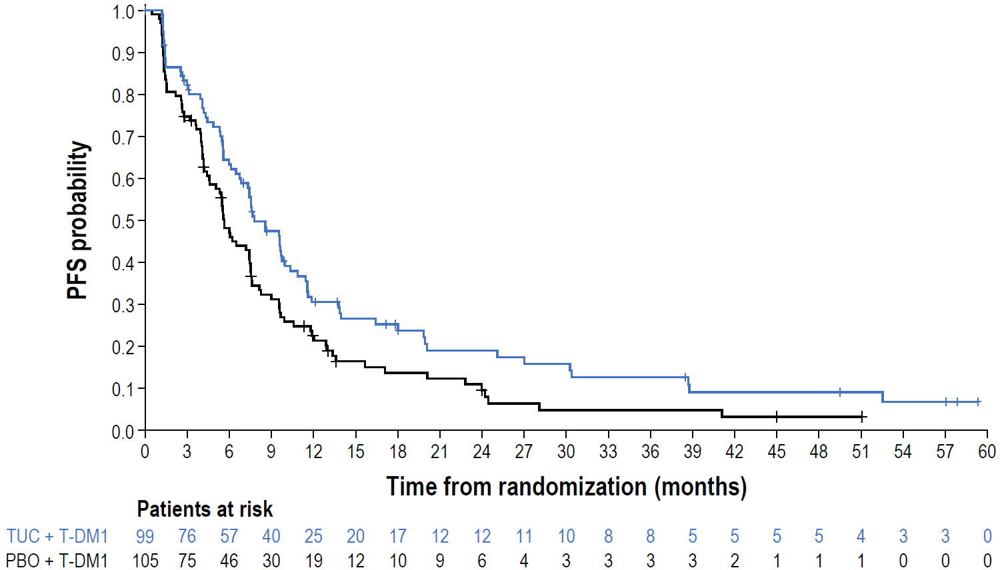 PFS probability
1.0
0.9
0.8
0.7
0.6
0.5
0.4
0.3
0.2
0.1
0.0
0 3 6 9 12 15 18 21 24 27 30 33 36 39 42 45 48 51 54 57 60
Time from randomization (months)
Patients at risk
TUC + T-DM1 99 76 57 40 25 20 17 12 12 11 10 8 8 5 5 5 5 4 3 3 0
PBO + T-DM1 105 75 46 30 19 12 10 9 6 4 3 3 3 3 2 1 1 1 0 0 0